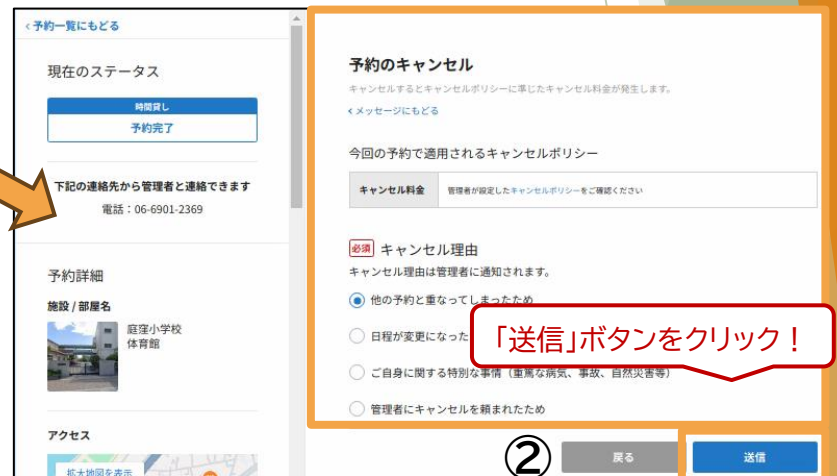 <予約一覧にもどる
現在のステータス
時間貸し
予約完了
下記の連絡先から管理者と連絡できます
電話：06-6901-2369
予約詳細
施設 / 部屋名
庭窪小学校
体育館
アクセス
拡大地図を表示
予約のキャンセル
キャンセルするとキャンセルポリシーに準じたキャンセル料金が発生します。
<メッセージにもどる
今回の予約で適用されるキャンセルポリシー
キャンセル料金 管理者が設定したキャンセルポリシーをご確認ください
必須 キャンセル理由
キャンセル理由は管理者に通知されます。
他の予約と重なってしまったため
日程が変更になった
「送信」ボタンをクリック！
ご自身に関する特別な事情（重篤な病気、事故、自然災害等）
管理者にキャンセルを頼まれたため
② 戻る 送信